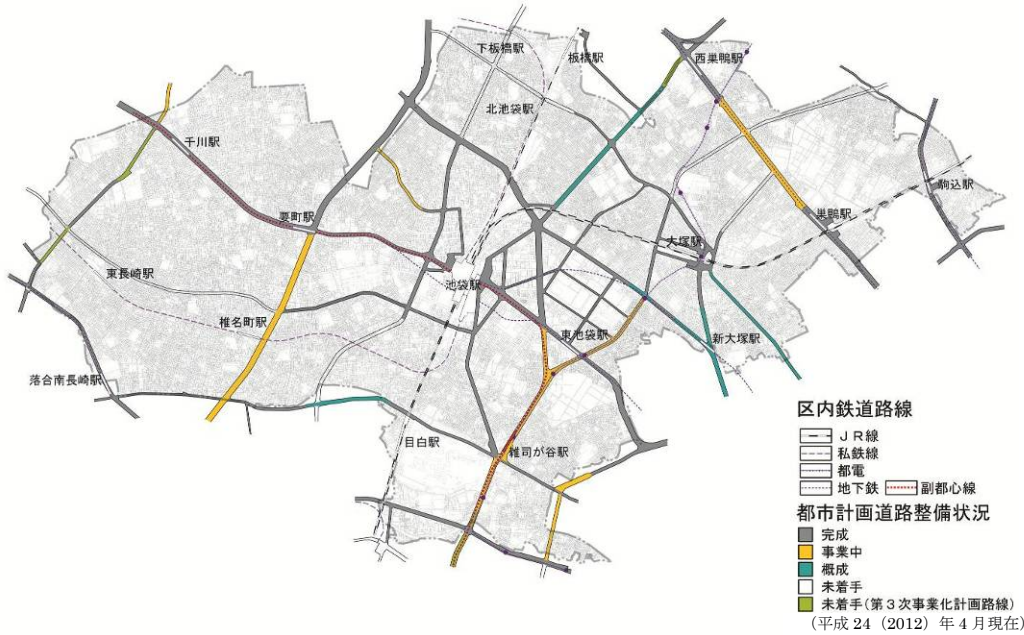 下板橋駅
板橋駅
西巣鴨駅
北池袋駅
千川駅
駒込駅
要町駅
巣鴨駅
大塚駅
東長崎駅
池袋駅
椎名町駅
東池袋駅
新大塚駅
落合南長崎駅
目白駅
雑司が谷駅
区内鉄道路線
JR線
私鉄線
都電
地下鉄 副都心線
都市計画道路整備状況
完成
事業中
概成
未着手
未着手(第3次事業化計画路線)
(平成24(2012)年4月現在)